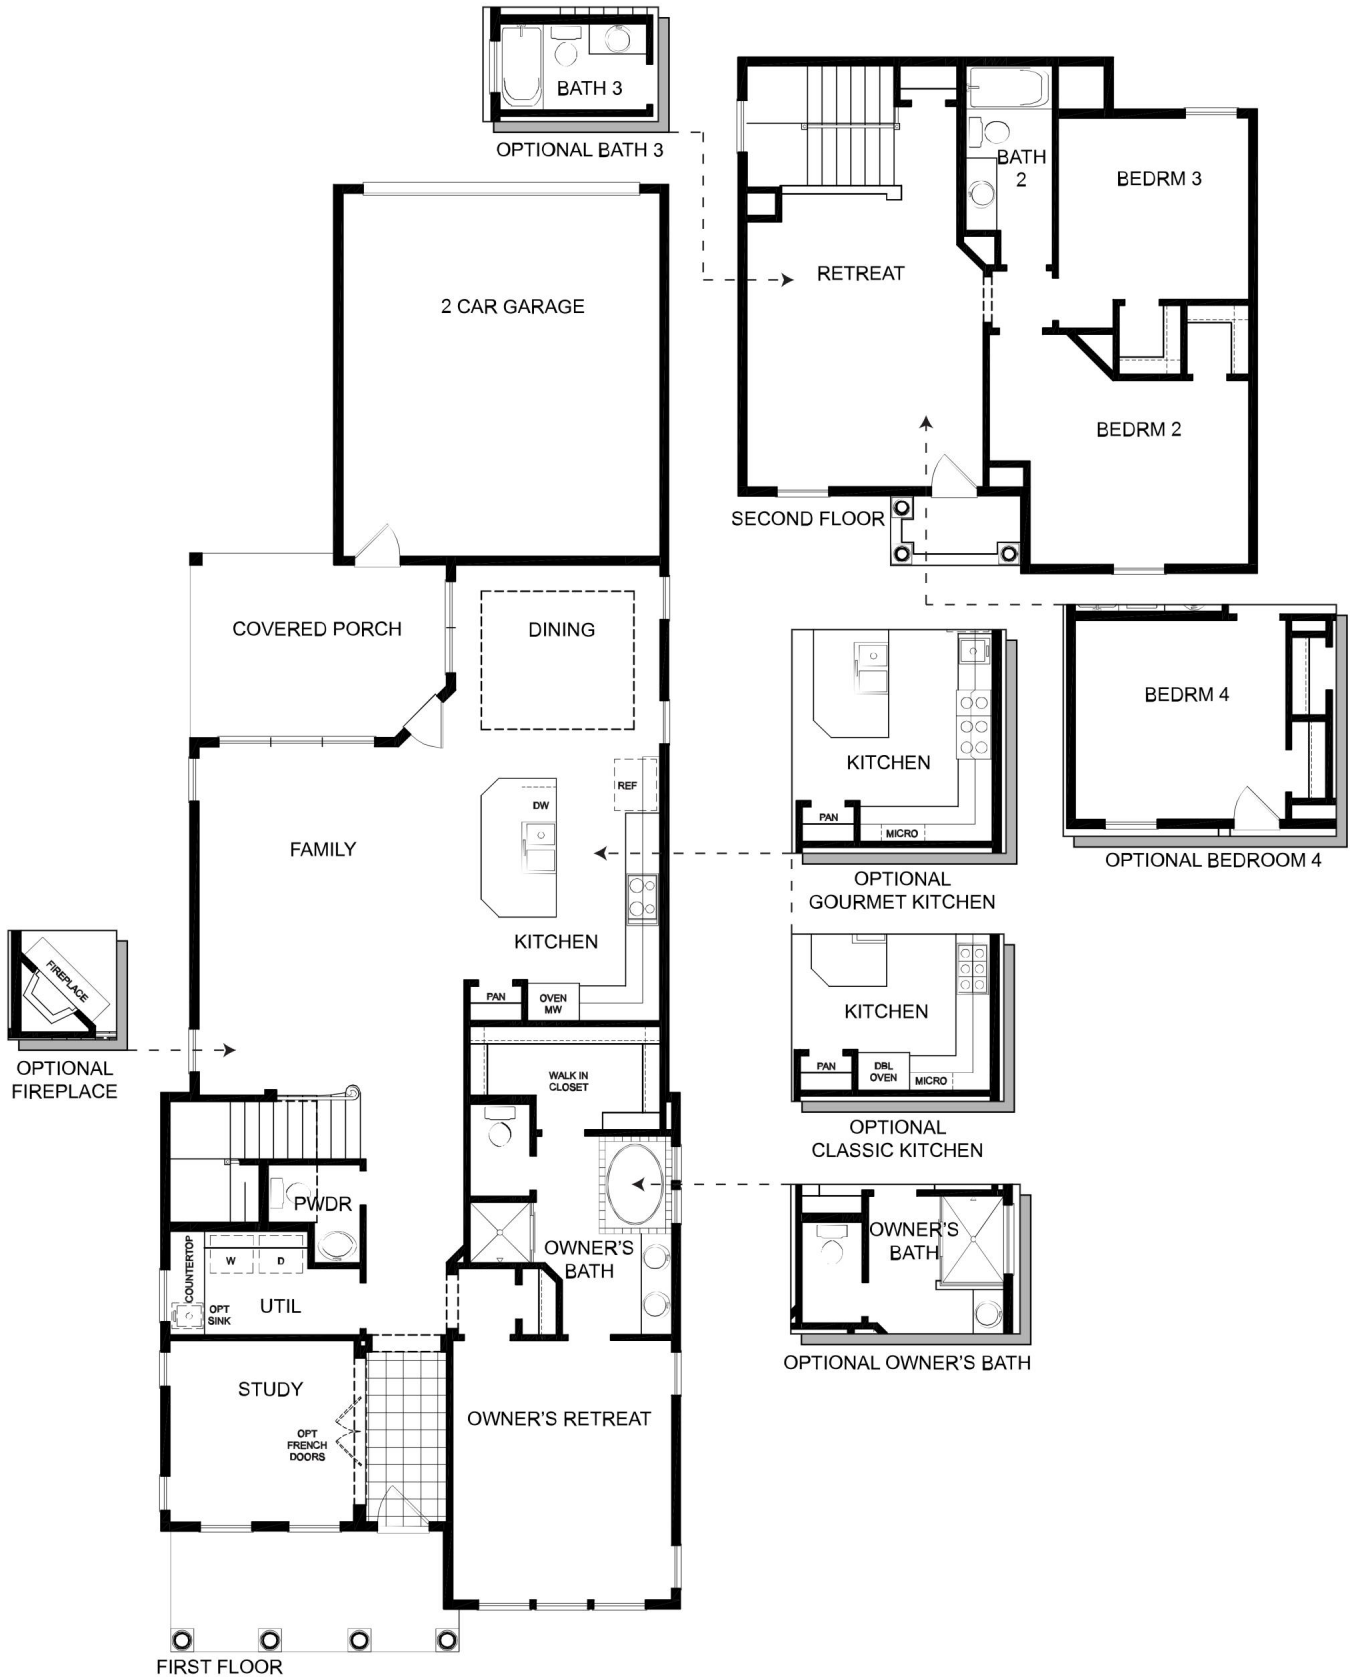 BATH 3
OPTIONAL BATH 3
BATH
2
BEDRM 3
RETREAT
BEDRM 2
SECOND FLOOR
2 CAR GARAGE
COVERED PORCH
DINING
BEDRM 4
OPTIONAL BEDROOM 4
KITCHEN
PAN
MICRO
OPTIONAL
GOURMET KITCHEN
REF
DW
FAMILY
KITCHEN
PAN
OVEN
MW
FIREPLACE
OPTIONAL
FIREPLACE
KITCHEN
PAN
DBL
OVEN
MICRO
OPTIONAL
CLASSIC KITCHEN
WALK IN
CLOSET
PWDR
OWNER'S
BATH
OWNER'S
BATH
OPTIONAL OWNER'S BATH
COUNTERTOP
W
D
OPT
SINK
UTIL
STUDY
OPT
FRENCH
DOORS
OWNER'S RETREAT
FIRST FLOOR